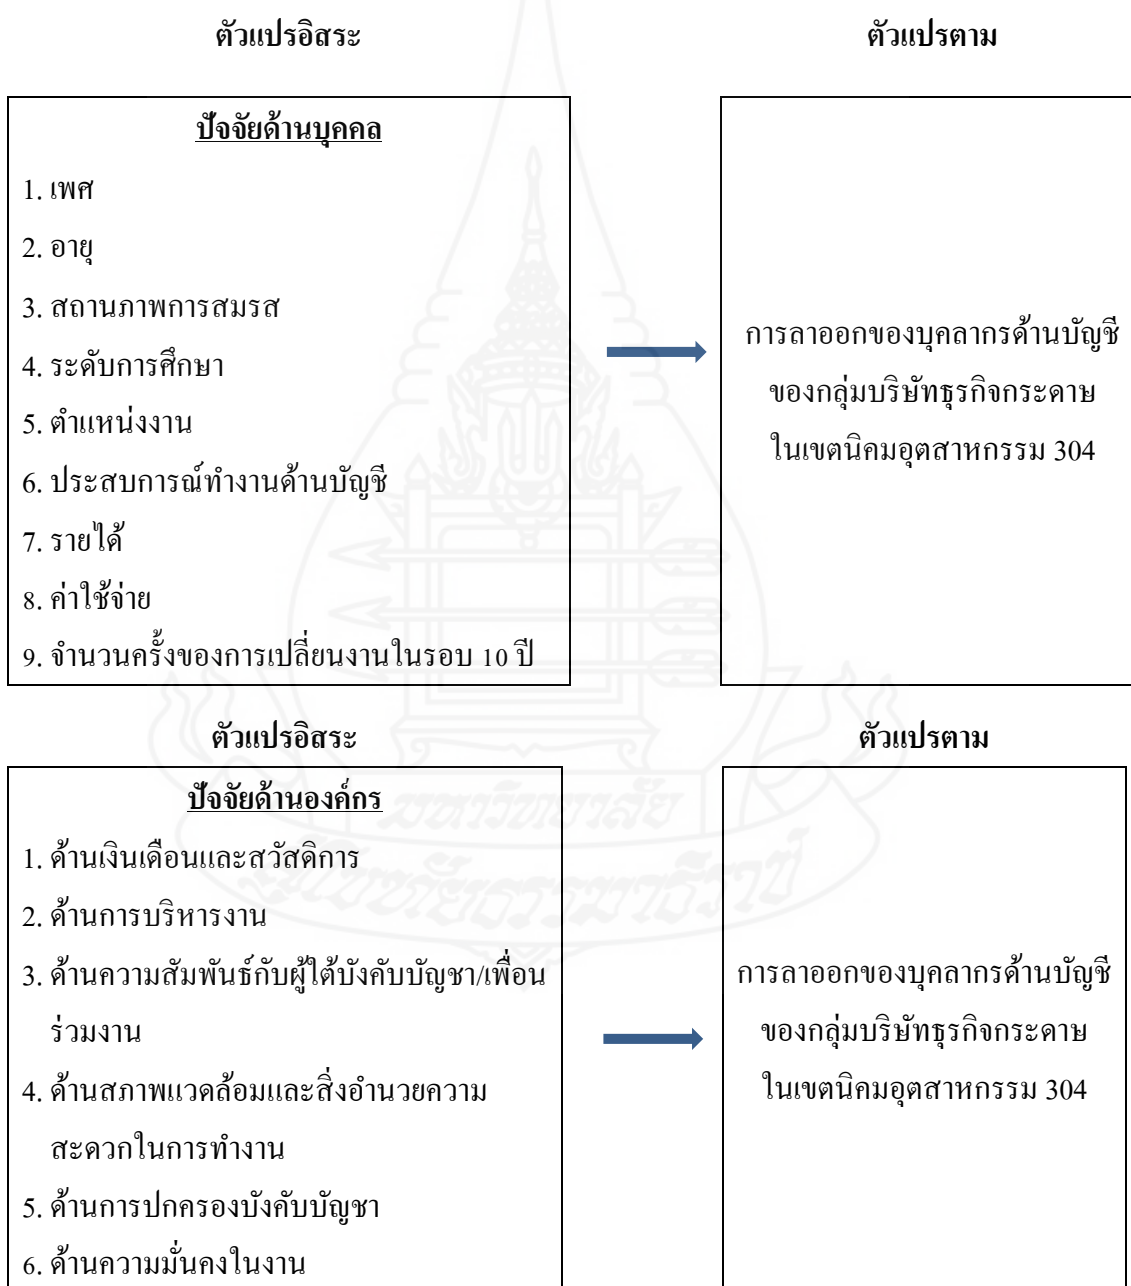 ตัวแปรอิสระ
ตัวแปรตาม
ปัจจัยด้านบุคคล
1. เพศ
2. อายุ
3. สถานภาพการสมรส
4. ระดับการศึกษา
5. ตำแหน่งงาน
6. ประสบการณ์ทำงานด้านบัญชี
7. รายได้
8. ค่าใช้จ่าย
9. จำนวนครั้งของการเปลี่ยนงานในรอบ 10 ปี
การลาออกของบุคลากรด้านบัญชี
ของกลุ่มบริษัทธุรกิจกระดาษ
ในเขตนิคมอุตสาหกรรม 304
ตัวแปรอิสระ
ตัวแปรตาม
ปัจจัยด้านองค์กร
1. ด้านเงินเดือนและสวัสดิการ
2. ด้านการบริหารงาน
3. ด้านความสัมพันธ์กับผู้ใต้บังคับบัญชา/เพื่อน
ร่วมงาน
4. ด้านสภาพแวดล้อมและสิ่งอำนวยความ
สะดวกในการทำงาน
5. ด้านการปกครองบังคับบัญชา
6. ด้านความมั่นคงในงาน
การลาออกของบุคลากรด้านบัญชี
ของกลุ่มบริษัทธุรกิจกระดาษ
ในเขตนิคมอุตสาหกรรม 304
มหาวิทยาลัย
สุโขทัยธรรมาธิราช